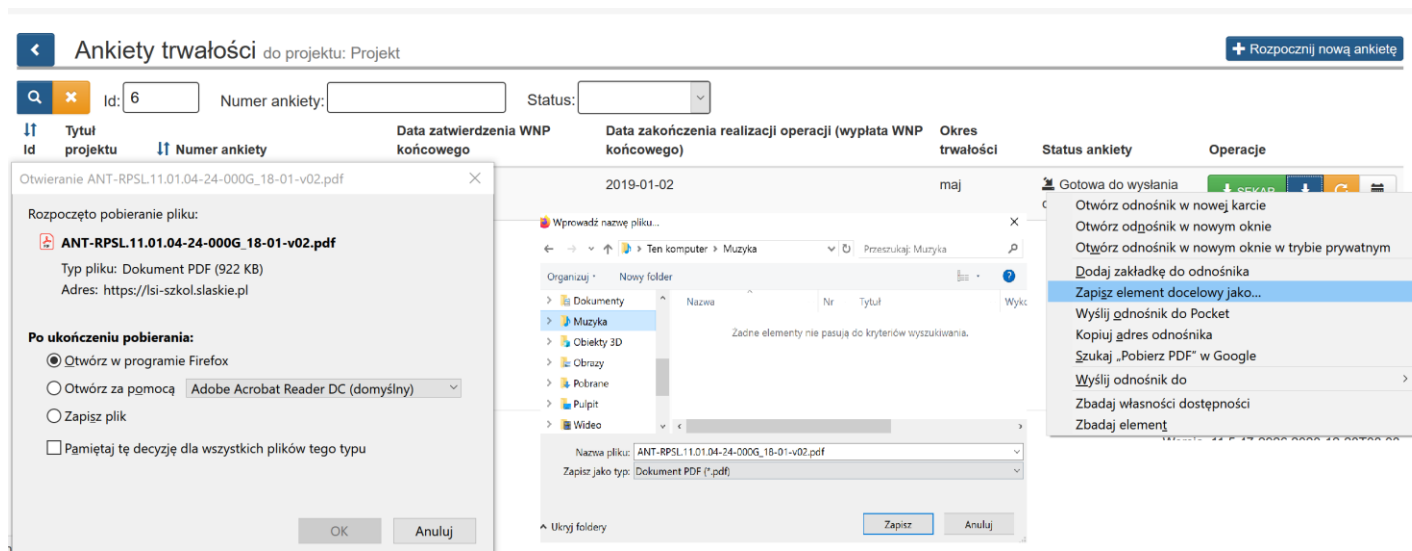 Ankiety trwałości do projektu: Projekt
Rozpocznij nową ankietę
Id: 6 Numer ankiety: Status:
Id Tytuł projektu Numer ankiety Data zatwierdzenia WNP końcowego Data zakończenia realizacji operacji (wypłata WNP końcowego) Okres trwałości Status ankiety Operacje
2019-01-02 maj Gotowa do wysłania
SEKAP
Otwieranie ANT-RPSL.11.01.04-24-000G_18-01-v02.pdf
Rozpoczęto pobieranie pliku:
ANT-RPSL.11.01.04-24-000G_18-01-v02.pdf
Typ pliku: Dokument PDF (922 KB)
Adres: https://lsi-szkol.slaskie.pl
Po ukończeniu pobierania:
Otwórz w programie Firefox
Otwórz za pomocą Adobe Acrobat Reader DC (domyślny)
Zapisz plik
Pamiętaj tę decyzję dla wszystkich plików tego typu
OK Anuluj
Wprowadź nazwę pliku...
Ten komputer > Muzyka Przeszukaj: Muzyka
Organizuj Nowy folder
Nazwa Nr Tytuł Wykc
Dokumenty
Muzyka
Obiekty 3D
Obrazy
Pobrane
Pulpit
Wideo
Żadne elementy nie pasują do kryteriów wyszukiwania.
Nazwa pliku: ANT-RPSL.11.01.04-24-000G_18-01-v02.pdf
Zapisz jako typ: Dokument PDF (*.pdf)
Ukryj foldery Zapisz Anuluj
Otwórz odnośnik w nowej karcie
Otwórz odnośnik w nowym oknie
Otwórz odnośnik w nowym oknie w trybie prywatnym
Dodaj zakładkę do odnośnika
Zapisz element docelowy jako...
Wyślij odnośnik do Pocket
Kopiuj adres odnośnika
Szukaj „Pobierz PDF” w Google
Wyślij odnośnik do
Zbadaj własności dostępności
Zbadaj element